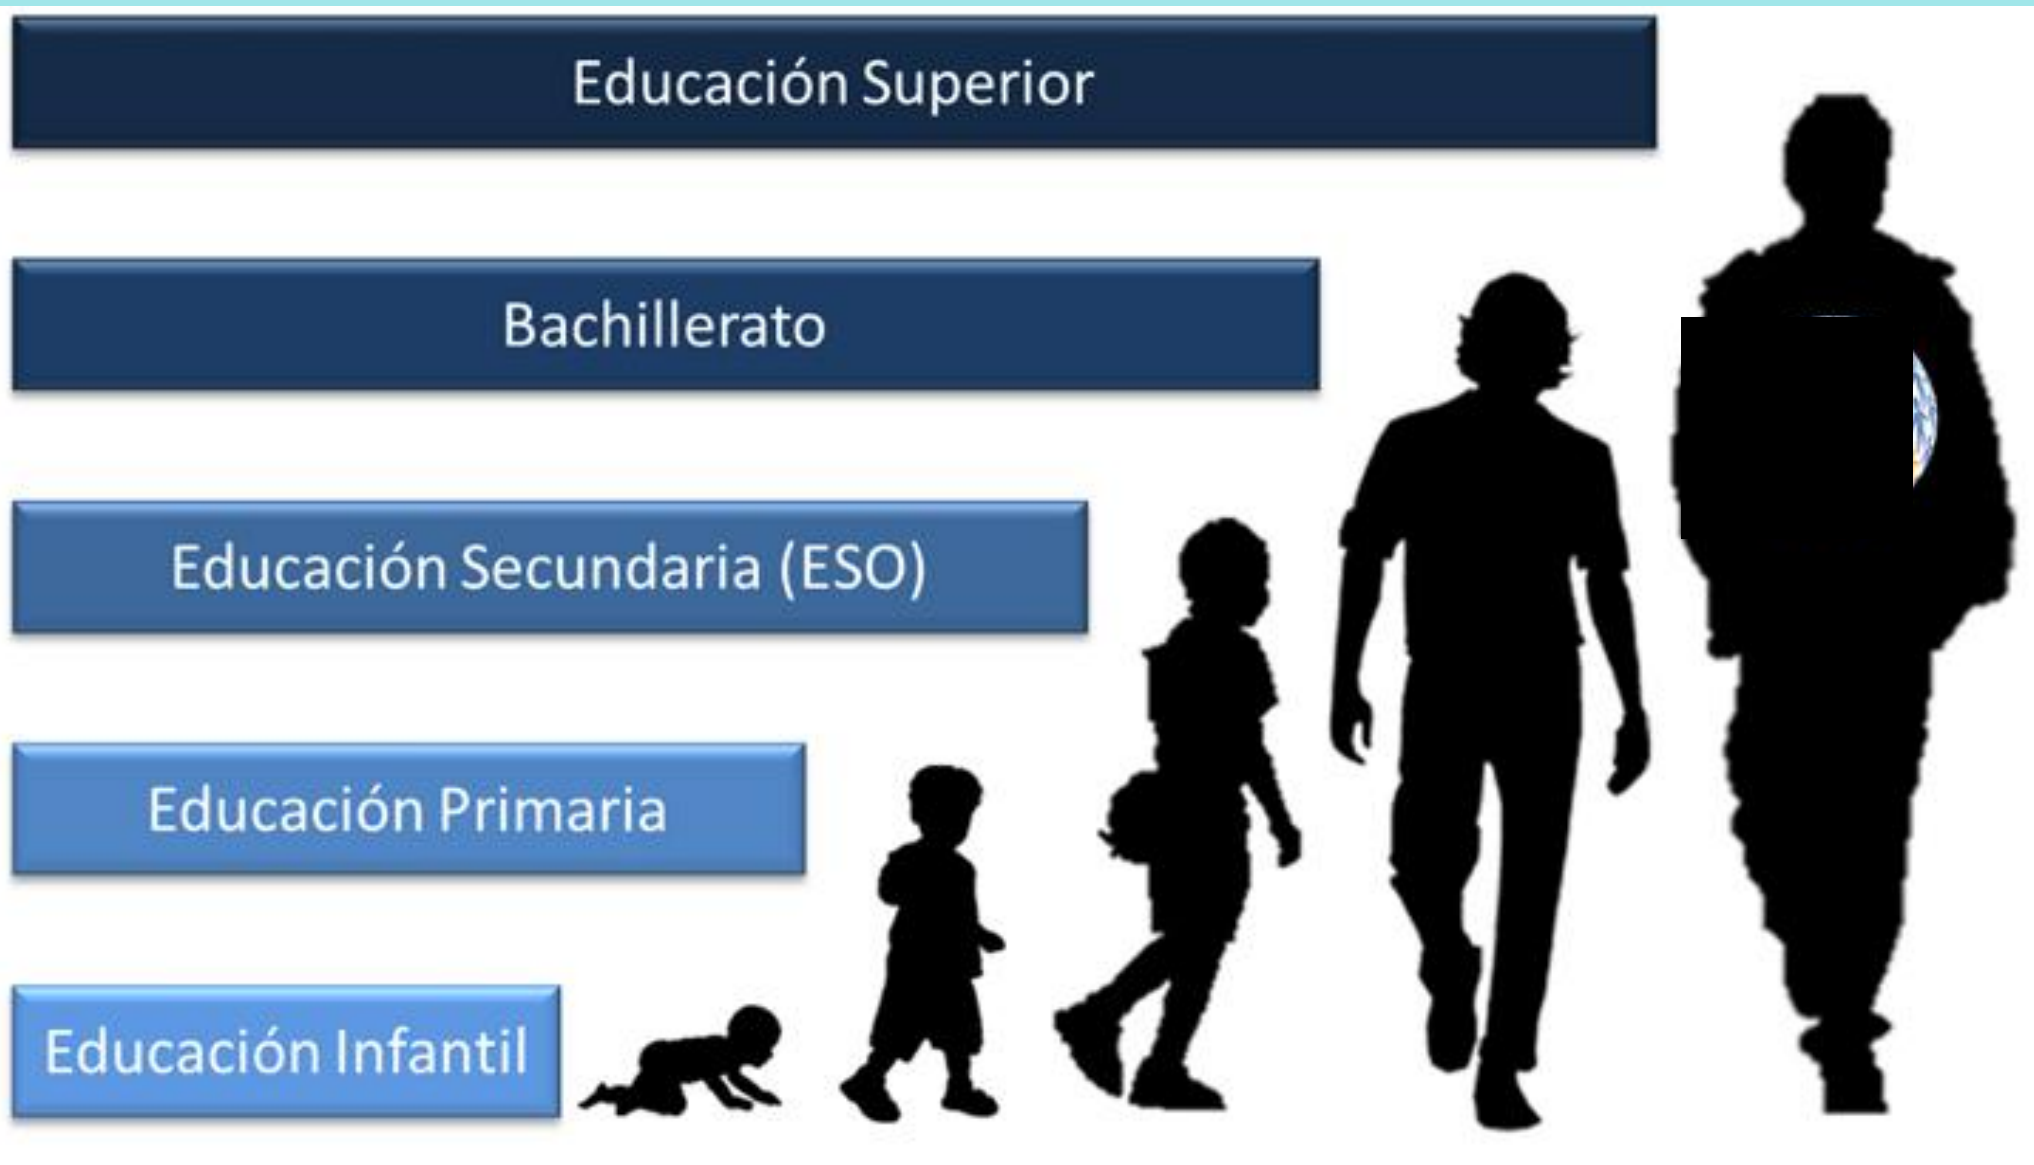 Educación Superior
Bachillerato
Educación Secundaria (ESO)
Educación Primaria
Educación Infantil